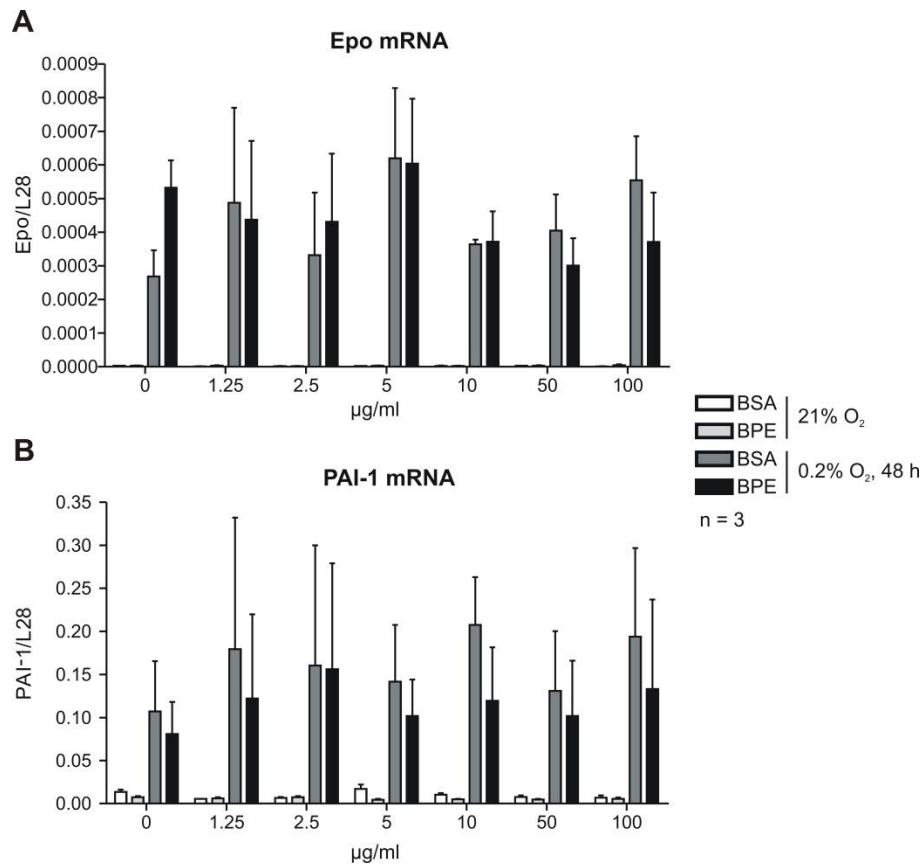 A
Epo mRNA
0.0009
0.0008
0.0007
0.0006
0.0005
0.0004
0.0003
0.0002
0.0001
0.0000
Epo/L28
0 1.25 2.5 5 10 50 100
µg/ml
BSA
BPE
21% O₂
BSA
BPE
0.2% O₂, 48 h
n = 3
B
PAI-1 mRNA
0.35
0.30
0.25
0.20
0.15
0.10
0.05
0.00
PAI-1/L28
0 1.25 2.5 5 10 50 100
µg/ml